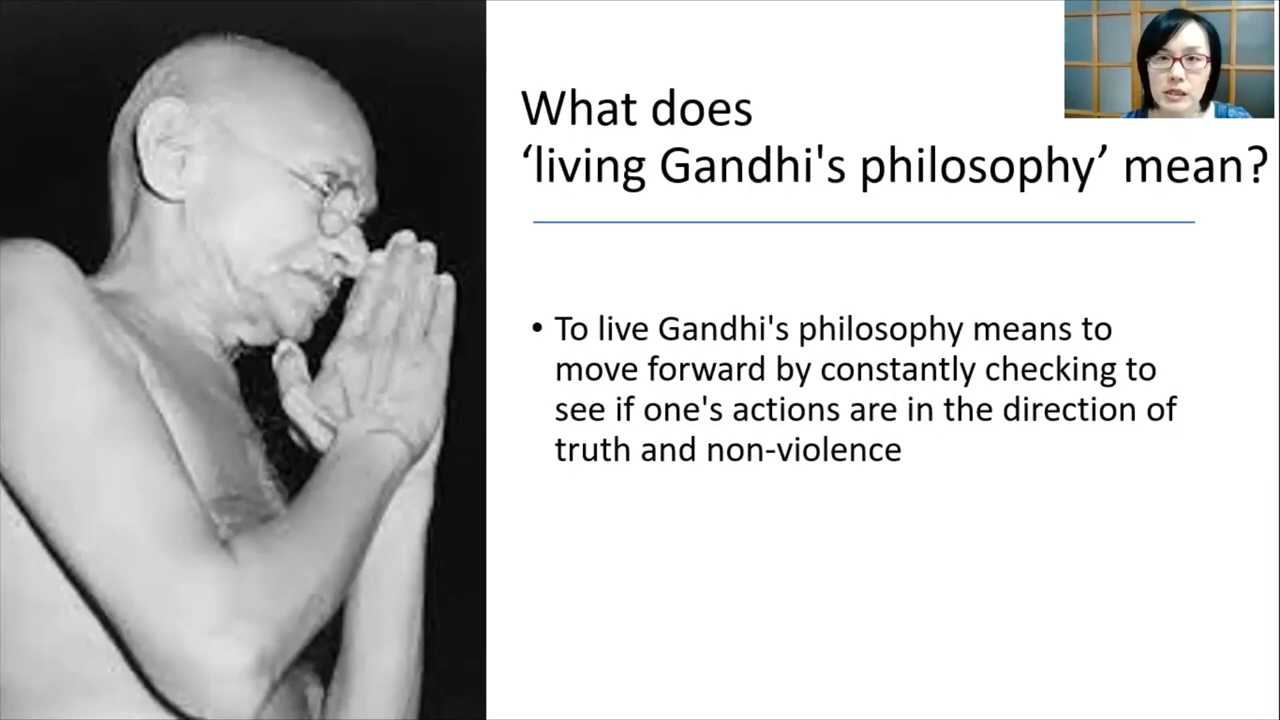 What does
‘living Gandhi's philosophy’ mean?
• To live Gandhi's philosophy means to
move forward by constantly checking to
see if one's actions are in the direction of
truth and non-violence